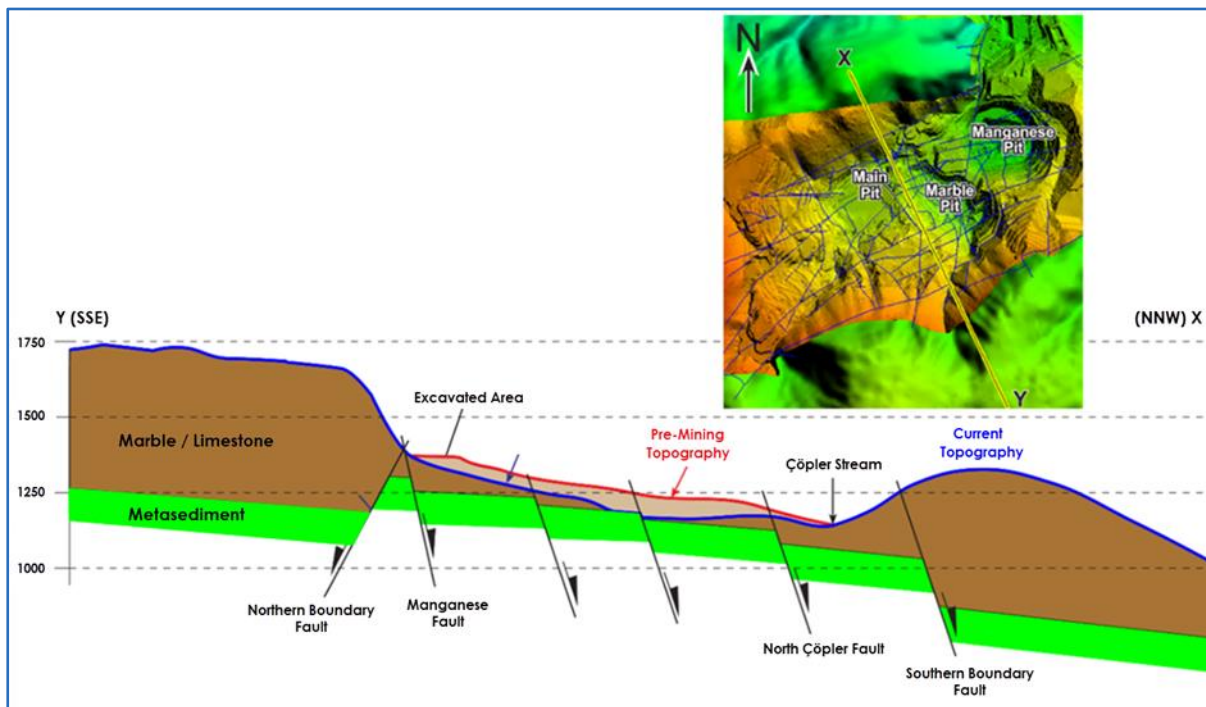 N
X
Manganese
Pit
Main
Pit
Marble
Pit
Y
Y (SSE)
(NNW) X
1750
1500
1250
1000
Excavated Area
Marble / Limestone
Pre-Mining
Topography
Current
Topography
Çöpler Stream
Metasediment
Northern Boundary
Fault
Manganese
Fault
North Çöpler Fault
Southern Boundary
Fault